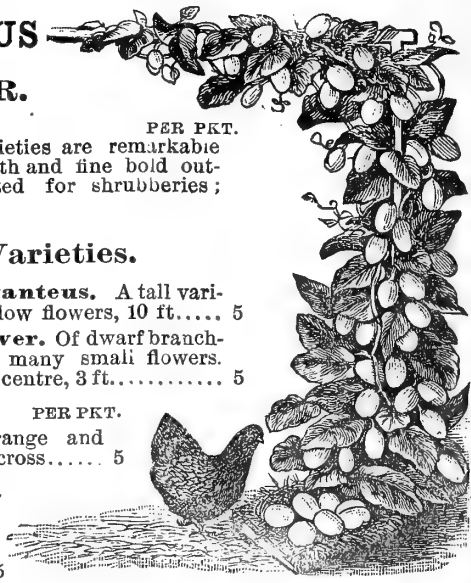 US
R.
PER PKT.
ieties are remarkable
th and fine bold out-
ed for shrubberies;
Varieties.
anteus. A tall vari-
low flowers, 10 ft..... 5
ver. Of dwarf branch-
many small flowers.
centre, 3 ft............ 5
PER PKT.
range and
cross...... 5
5